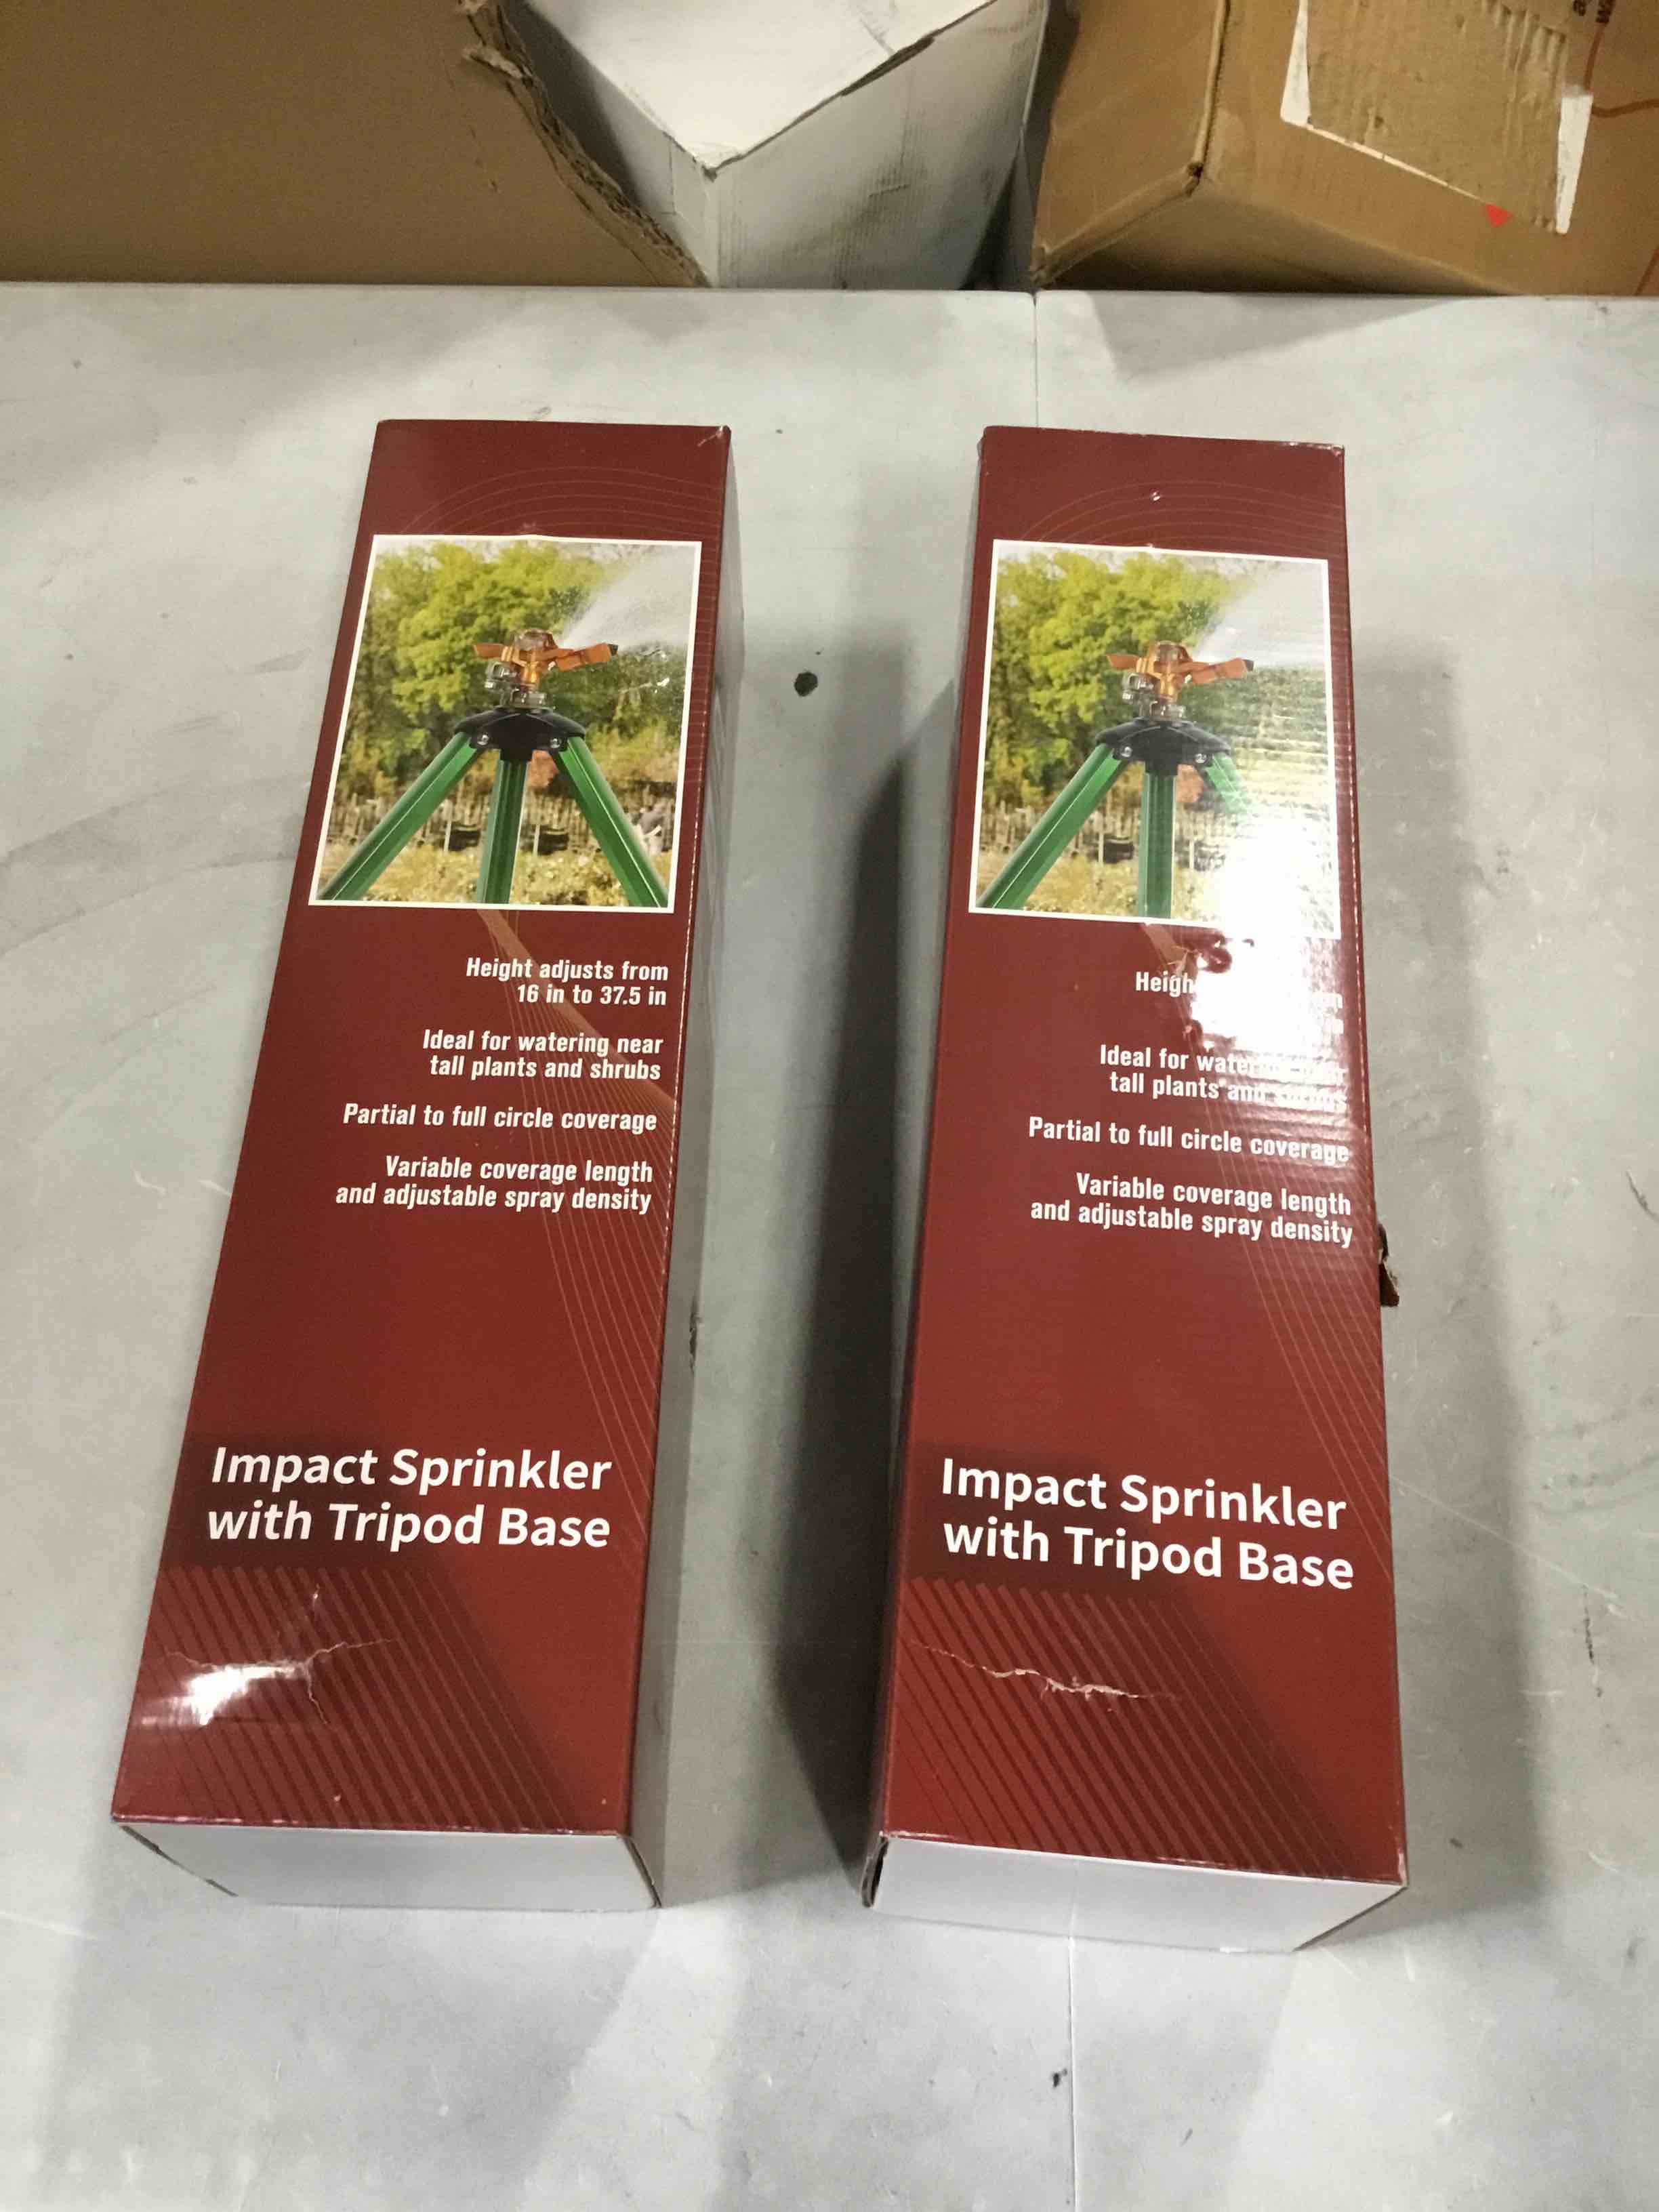 Height adjusts from
16 in to 37.5 in
Ideal for watering near
tall plants and shrubs
Partial to full circle coverage
Variable coverage length
and adjustable spray density
Impact Sprinkler
with Tripod Base
Ideal for
tall plants and
Partial to full circle coverage
Variable coverage length
and adjustable spray density
Impact Sprinkler
with Tripod Base